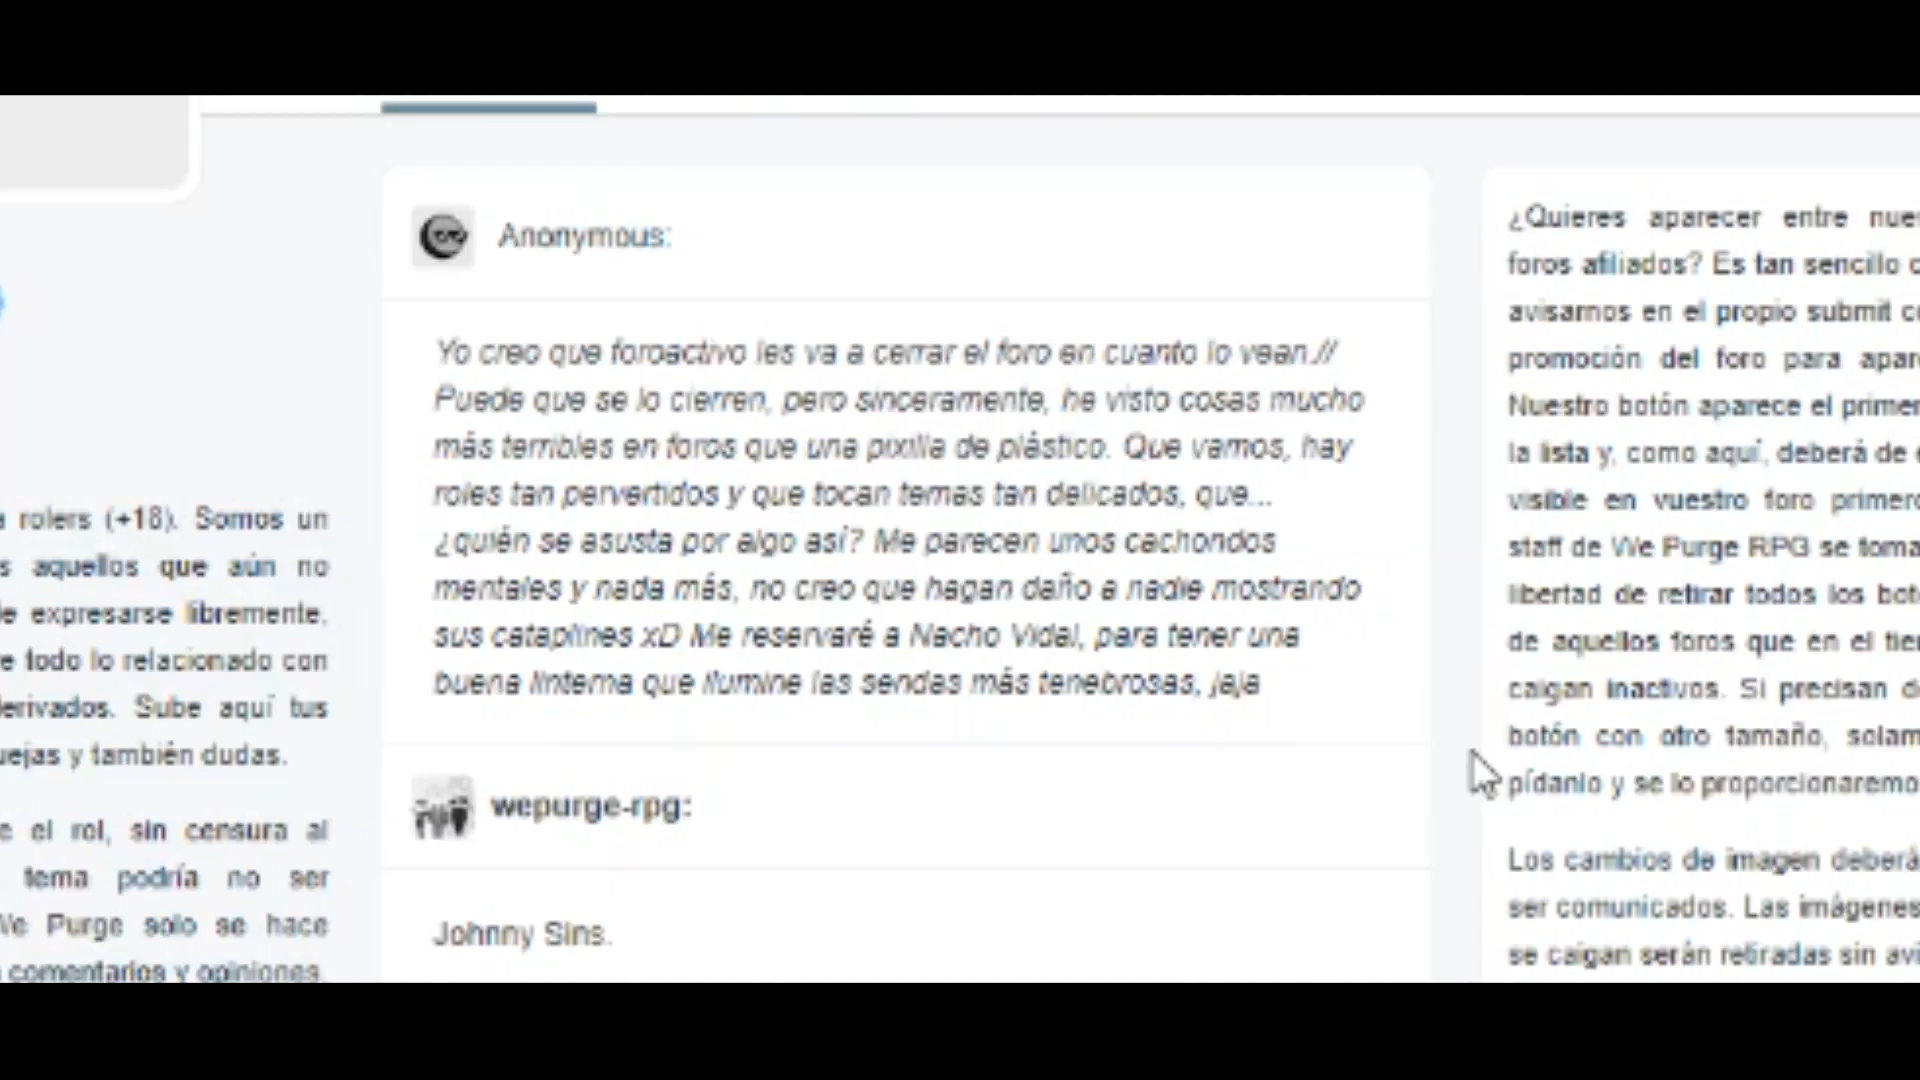 a rolers (+18). Somos un
s aquellos que aún no
de expresarse libremente,
e todo lo relacionado con
derivados. Sube aquí tus
uejas y también dudas.
e el rol, sin censura al
tema podría no ser
We Purge solo se hace
comentarios y opiniones.
Anonymous:
Yo creo que foroactivo les va a cerrar el foro en cuanto lo vean.//
Puede que se lo cierren, pero sinceramente, he visto cosas mucho
más terribles en foros que una pixilla de plástico. Que vamos, hay
roles tan pervertidos y que tocan temas tan delicados, que...
¿quién se asusta por algo así? Me parecen unos cachondos
mentales y nada más, no creo que hagan daño a nadie mostrando
sus cataplines xD Me reservaré a Nacho Vidal, para tener una
buena linterna que ilumine las sendas más tenebrosas, jaja
wepurge-rpg:
Johnny Sins.
¿Quieres aparecer entre nues
foros afiliados? Es tan sencillo c
avisarnos en el propio submit co
promoción del foro para apare
Nuestro botón aparece el primer
la lista y, como aquí, deberá de e
visible en vuestro foro primero
staff de We Purge RPG se toma
libertad de retirar todos los bot
de aquellos foros que en el tie
caigan inactivos. Si precisan de
botón con otro tamaño, solam
pídanlo y se lo proporcionaremo
Los cambios de imagen deberá
ser comunicados. Las imágenes
se caigan serán retiradas sin avi